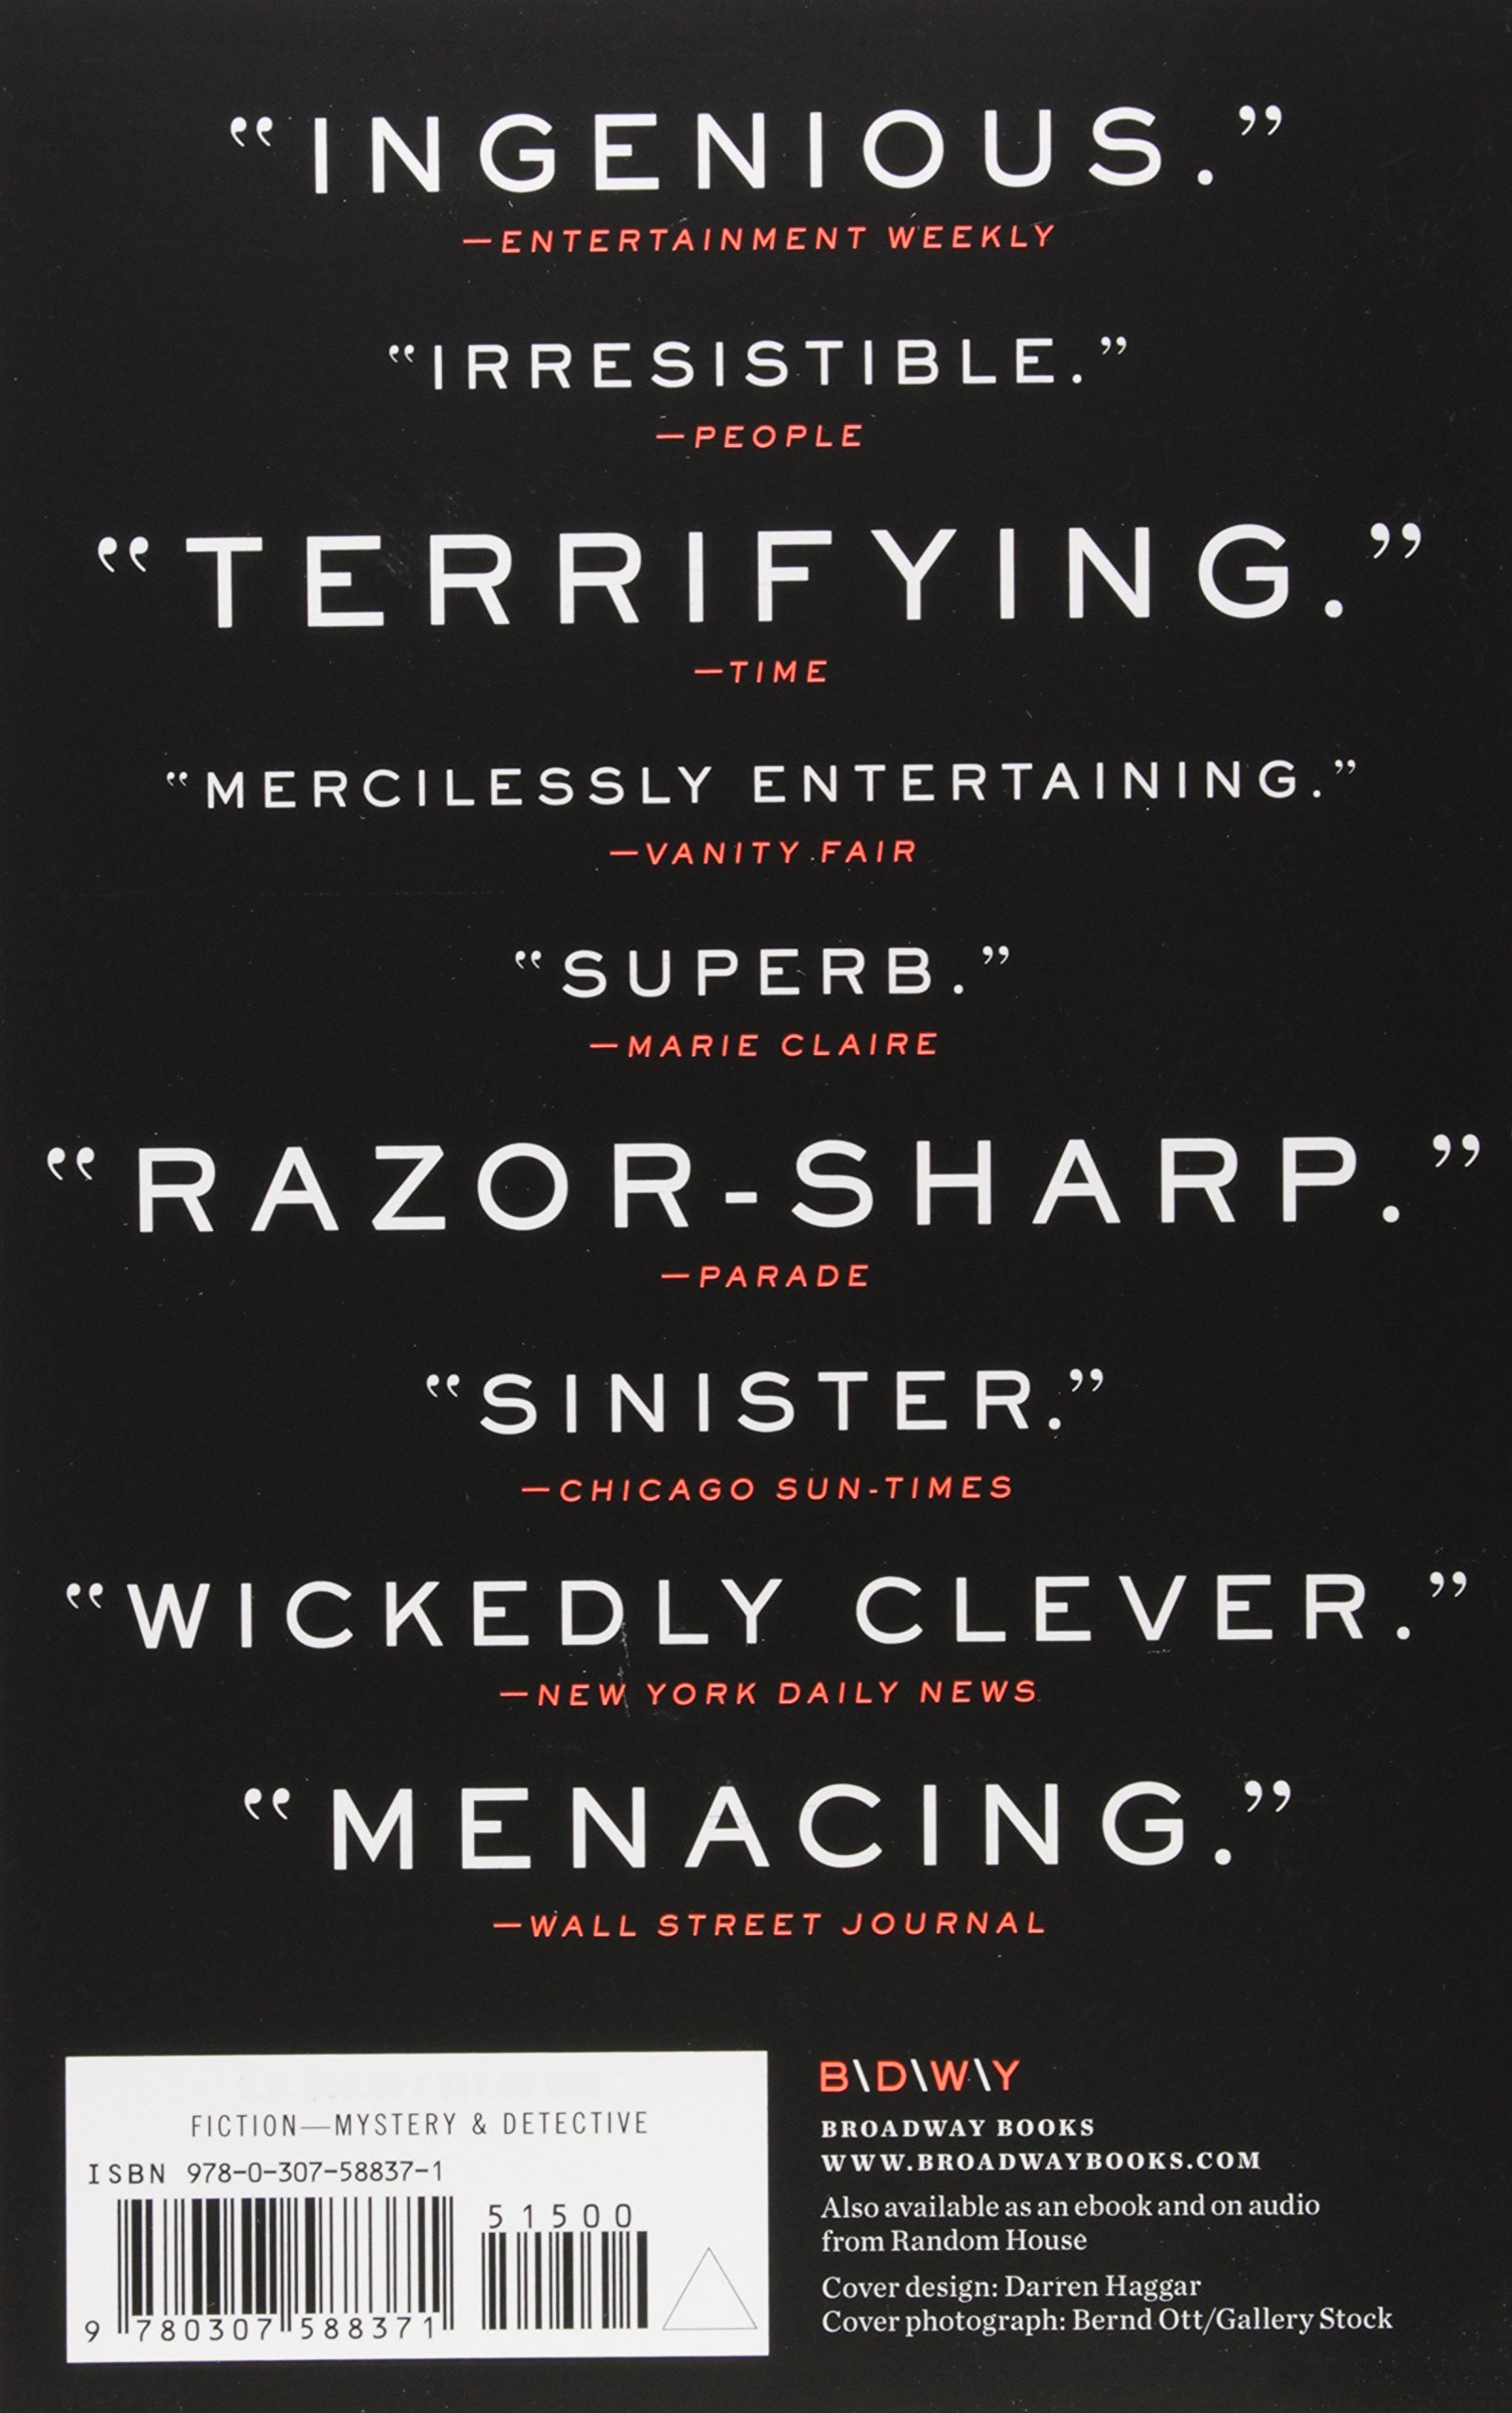 “INGENIOUS.”
—ENTERTAINMENT WEEKLY
“IRRESISTIBLE.”
—PEOPLE
“TERRIFYING.”
—TIME
“MERCILESSLY ENTERTAINING.”
—VANITY FAIR
“SUPERB.”
—MARIE CLAIRE
“RAZOR-SHARP.”
—PARADE
“SINISTER.”
—CHICAGO SUN-TIMES
“WICKEDLY CLEVER.”
—NEW YORK DAILY NEWS
“MENACING.”
—WALL STREET JOURNAL
FICTION—MYSTERY & DETECTIVE
ISBN 978-0-307-58837-1
51500
9 780307 588371
B\D\W\Y
BROADWAY BOOKS
WWW.BROADWAYBOOKS.COM
Also available as an ebook and on audio
from Random House
Cover design: Darren Haggar
Cover photograph: Bernd Ott/Gallery Stock